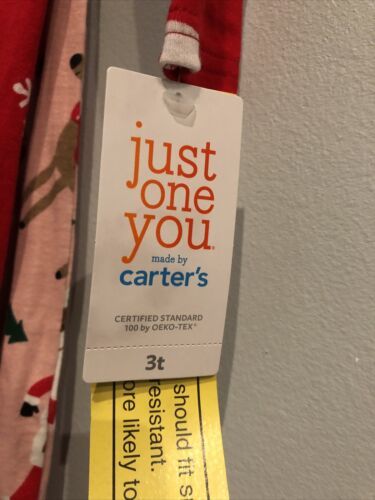 just
one
you®
made by
carter's
CERTIFIED STANDARD
100 by OEKO-TEX®
3t
should fit
resistant.
ore likely to